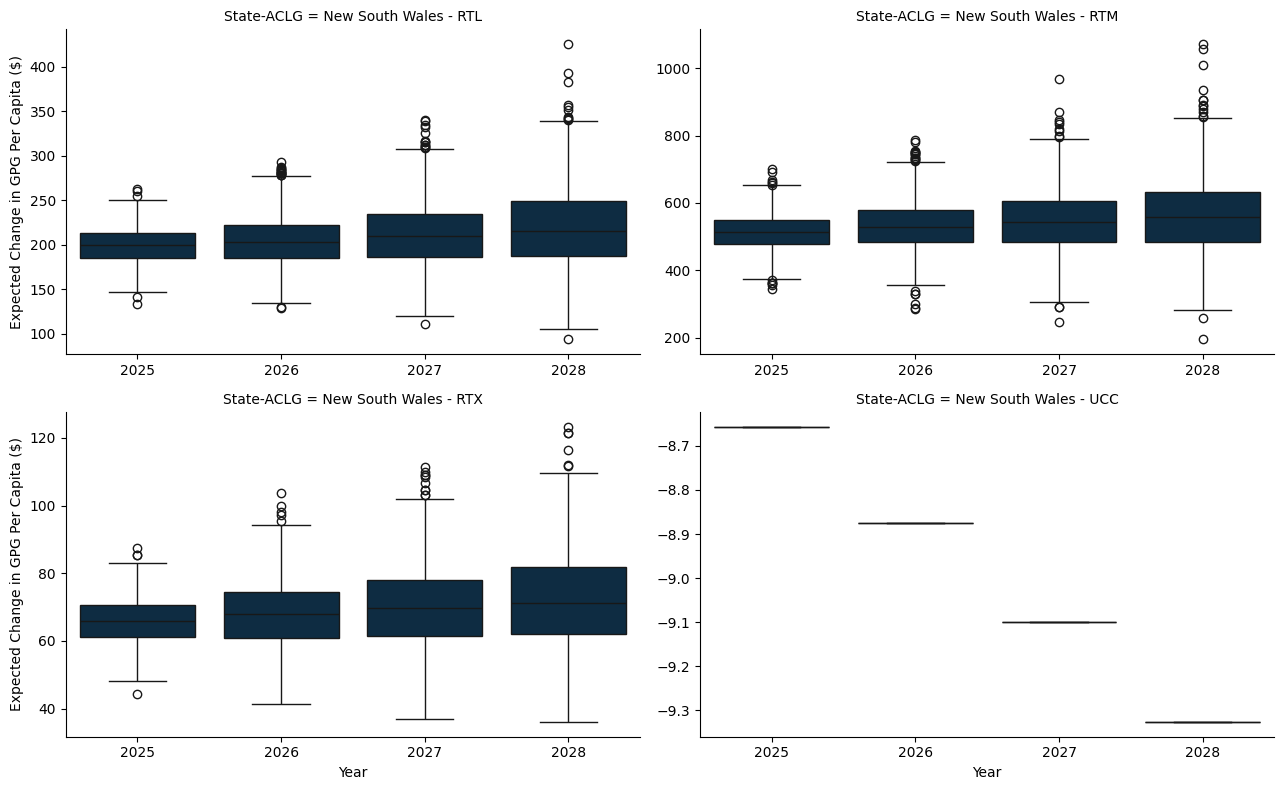 State-ACLG = New South Wales - RTL
Expected Change in GPG Per Capita ($)
400
350
300
250
200
150
100
2025 2026 2027 2028
State-ACLG = New South Wales - RTM
1000
800
600
400
200
2025 2026 2027 2028
State-ACLG = New South Wales - RTX
Expected Change in GPG Per Capita ($)
120
100
80
60
40
2025 2026 2027 2028
Year
State-ACLG = New South Wales - UCC
−8.7
−8.8
−8.9
−9.0
−9.1
−9.2
−9.3
2025 2026 2027 2028
Year